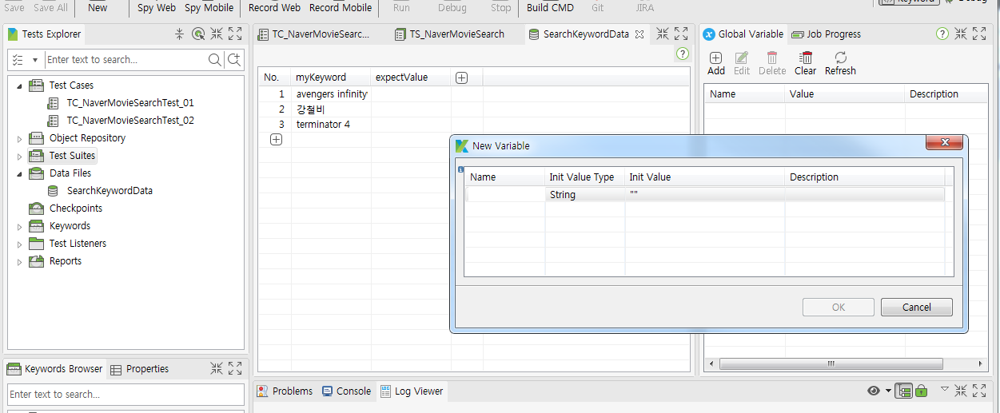 Save Save All New Spy Web Spy Mobile Record Web Record Mobile Run Debug Stop Build CMD Git JIRA Keyword Debug
Tests Explorer
Enter text to search...
Test Cases
TC_NaverMovieSearchTest_01
TC_NaverMovieSearchTest_02
Object Repository
Test Suites
Data Files
SearchKeywordData
Checkpoints
Keywords
Test Listeners
Reports
Keywords Browser Properties
Enter text to search...
TC_NaverMovieSearc... TS_NaverMovieSearch SearchKeywordData
No. myKeyword expectValue
1 avengers infinity
2 강철비
3 terminator 4
Global Variable Job Progress
Add Edit Delete Clear Refresh
Name Value Description
New Variable
Name Init Value Type Init Value Description
String ""
OK Cancel
Problems Console Log Viewer